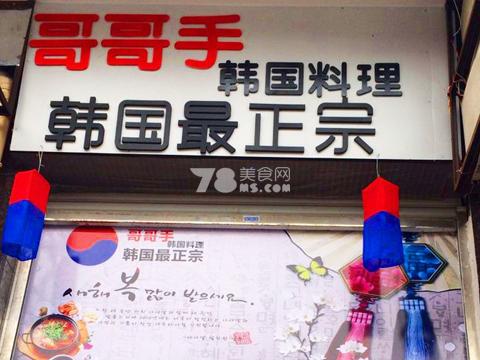 哥哥手
韩国料理
韩国最正宗
78美食网
MS.COM
哥哥手
韩国料理
韩国最正宗
새해 복 많이 받으세요.